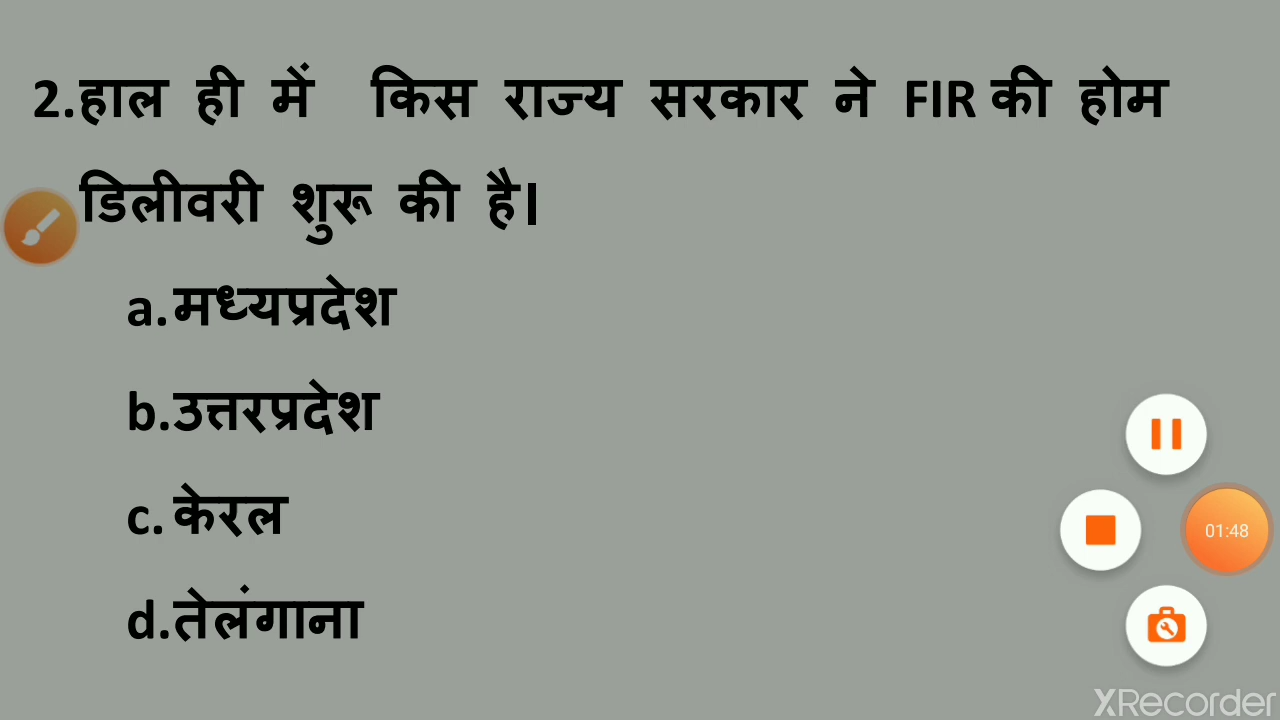 2.हाल ही में किस राज्य सरकार ने FIR की होम
डिलीवरी शुरू की है।
a.मध्यप्रदेश
b.उत्तरप्रदेश
c.केरल
d.तेलंगाना
01:48
XRecorder